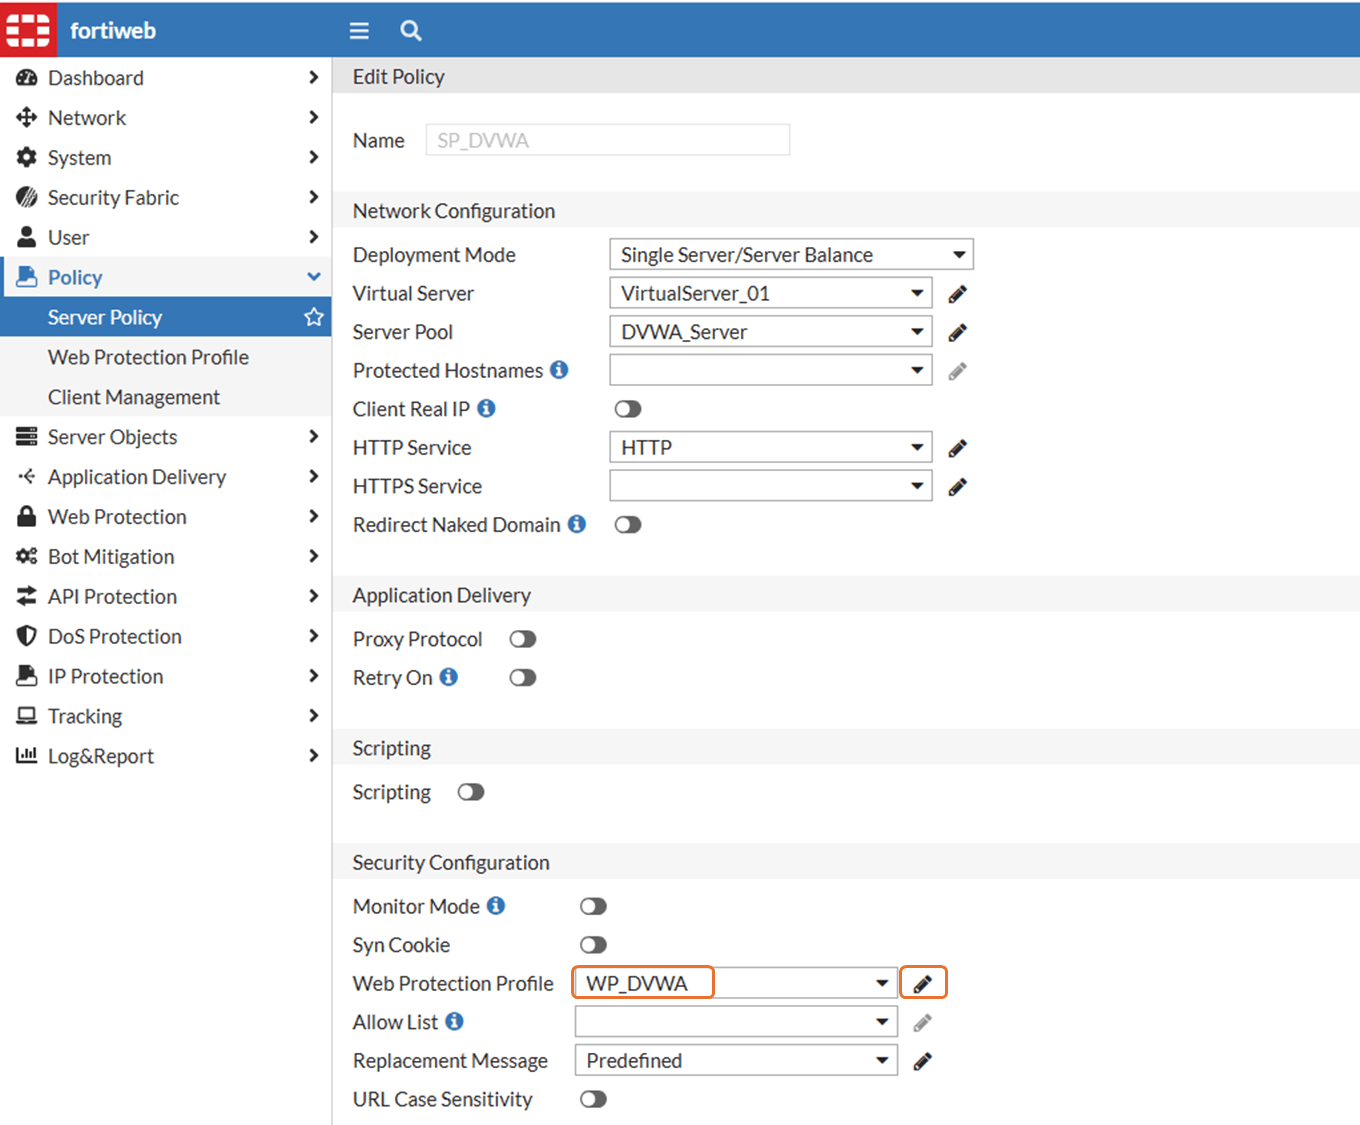 fortiweb
Dashboard
Network
System
Security Fabric
User
Policy
Server Policy
Web Protection Profile
Client Management
Server Objects
Application Delivery
Web Protection
Bot Mitigation
API Protection
DoS Protection
IP Protection
Tracking
Log&Report
Edit Policy
Name SP_DVWA
Network Configuration
Deployment Mode Single Server/Server Balance
Virtual Server VirtualServer_01
Server Pool DVWA_Server
Protected Hostnames
Client Real IP
HTTP Service HTTP
HTTPS Service
Redirect Naked Domain
Application Delivery
Proxy Protocol
Retry On
Scripting
Scripting
Security Configuration
Monitor Mode
Syn Cookie
Web Protection Profile WP_DVWA
Allow List
Replacement Message Predefined
URL Case Sensitivity